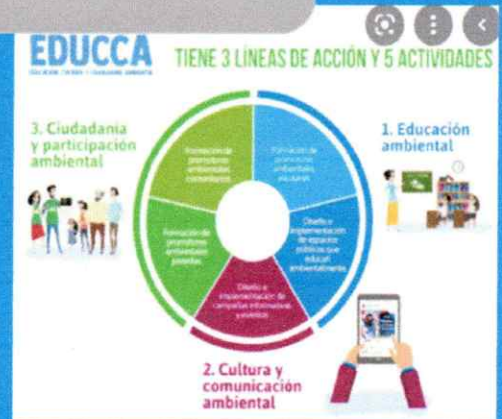 EDUCCA
TIENE 3 LÍNEAS DE ACCIÓN Y 5 ACTIVIDADES
3. Ciudadanía
y participación
ambiental
1. Educación
ambiental
Formación de
promotores
ambientales
comunitarios
Formación de
promotores
ambientales
escolares
Formación de
promotores
ambientales
juveniles
Diseño e
implementación
de espacios
públicos que
educan
ambientalmente
Diseño e
implementación de
campañas informativas
y eventos
2. Cultura y
comunicación
ambiental